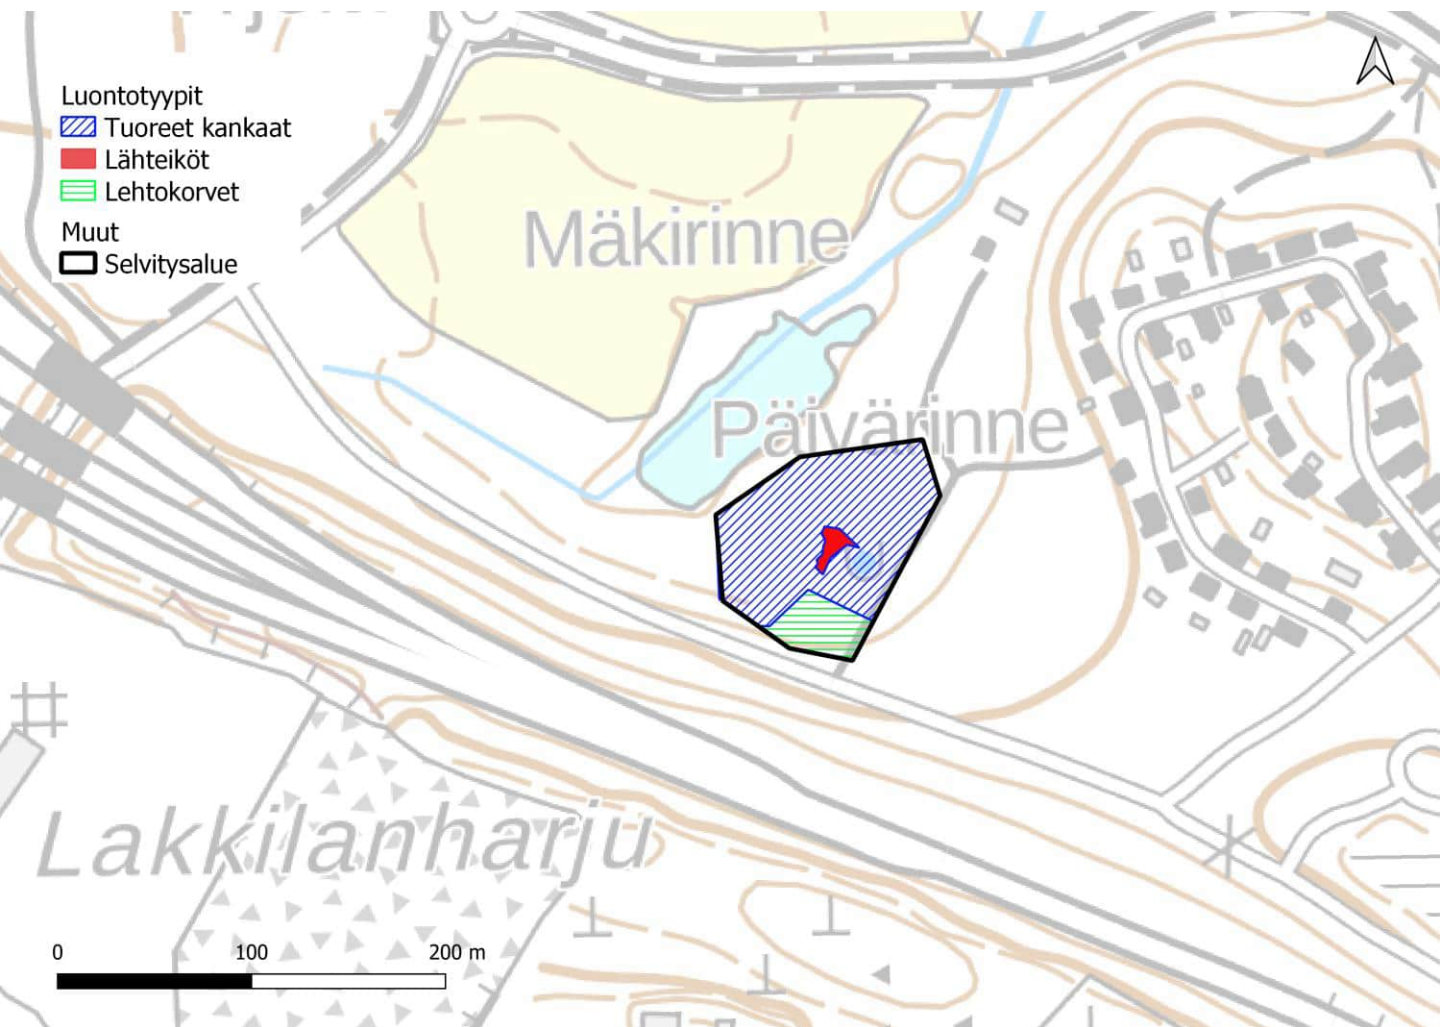 Luontotyypit
Tuoreet kankaat
Lähteiköt
Lehtokorvet
Muut
Selvitysalue
Mäkirinne
Päivärinne
Lakkilanharju
0 100 200 m